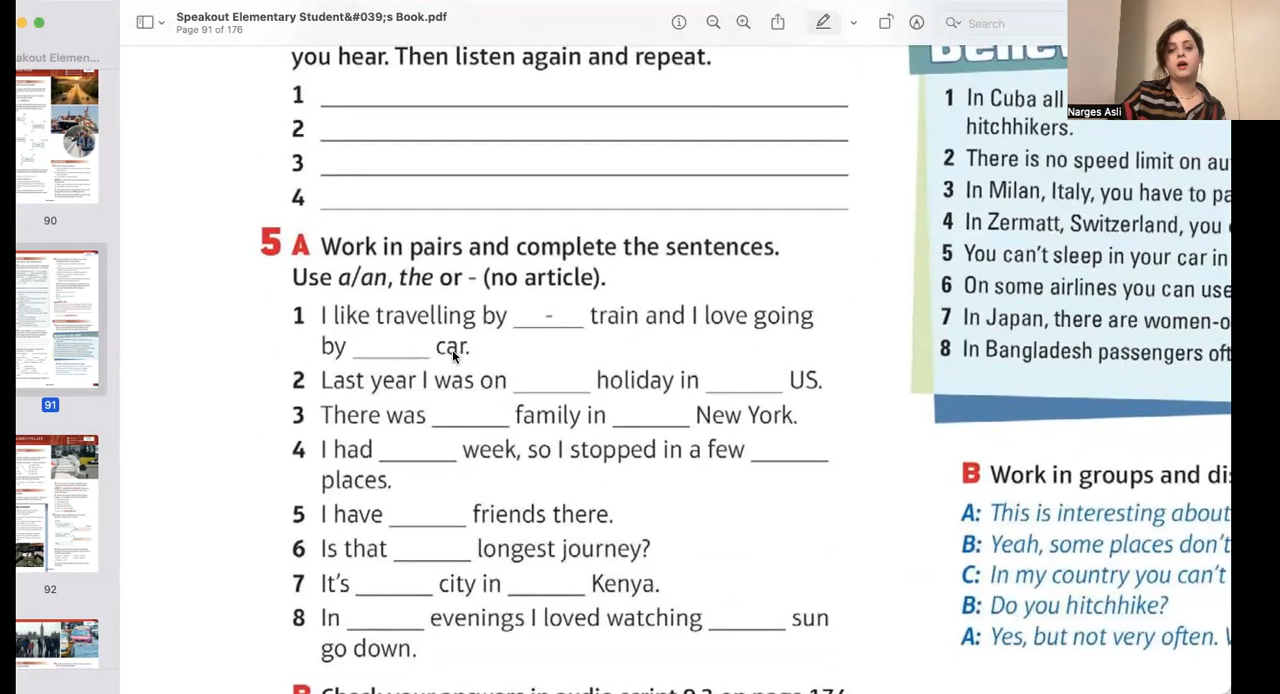 Speakout Elementary Student&#039;s Book.pdf
Page 91 of 176
Search
akout Elemen...
90
91
92
you hear. Then listen again and repeat.
1
2
3
4
5 A Work in pairs and complete the sentences.
Use a/an, the or - (no article).
1 I like travelling by - train and I love going
by car.
2 Last year I was on holiday in US.
3 There was family in New York.
4 I had week, so I stopped in a few
places.
5 I have friends there.
6 Is that longest journey?
7 It's city in Kenya.
8 In evenings I loved watching sun
go down.
1 In Cuba all
hitchhikers.
2 There is no speed limit on
3 In Milan, Italy, you have to
4 In Zermatt, Switzerland, you
5 You can't sleep in your car in
6 On some airlines you can use
7 In Japan, there are
8 In Bangladesh passengers
B Work in groups and
A: This is interesting about
B: Yeah, some places don't
C: In my country you can't
B: Do you hitchhike?
A: Yes, but not very often.
Narges Asli